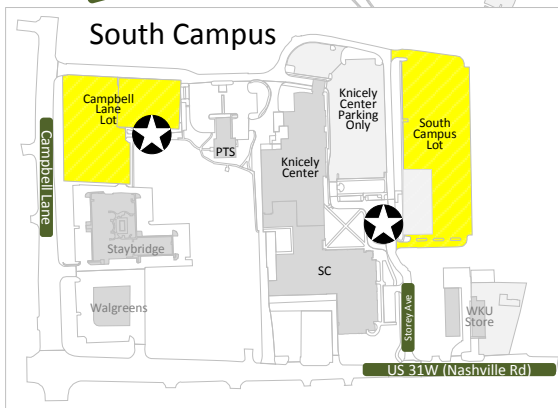 South Campus
Campbell
Lane Lot
Campbell Lane
PTS
Knicely
Center
Parking
Only
South
Campus
Lot
Knicely
Center
Staybridge
SC
Walgreens
Storey Ave
WKU
Store
US 31W (Nashville Rd)